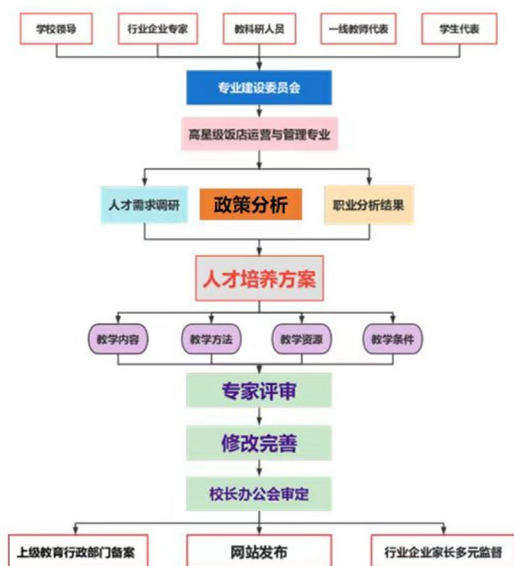 学校领导
行业企业专家
教科研人员
一线教师代表
学生代表
专业建设委员会
高星级饭店运营与管理专业
人才需求调研
政策分析
职业分析结果
人才培养方案
教学内容
教学方法
教学资源
教学条件
专家评审
修改完善
校长办公会审定
上级教育行政部门备案
网站发布
行业企业家长多元监督